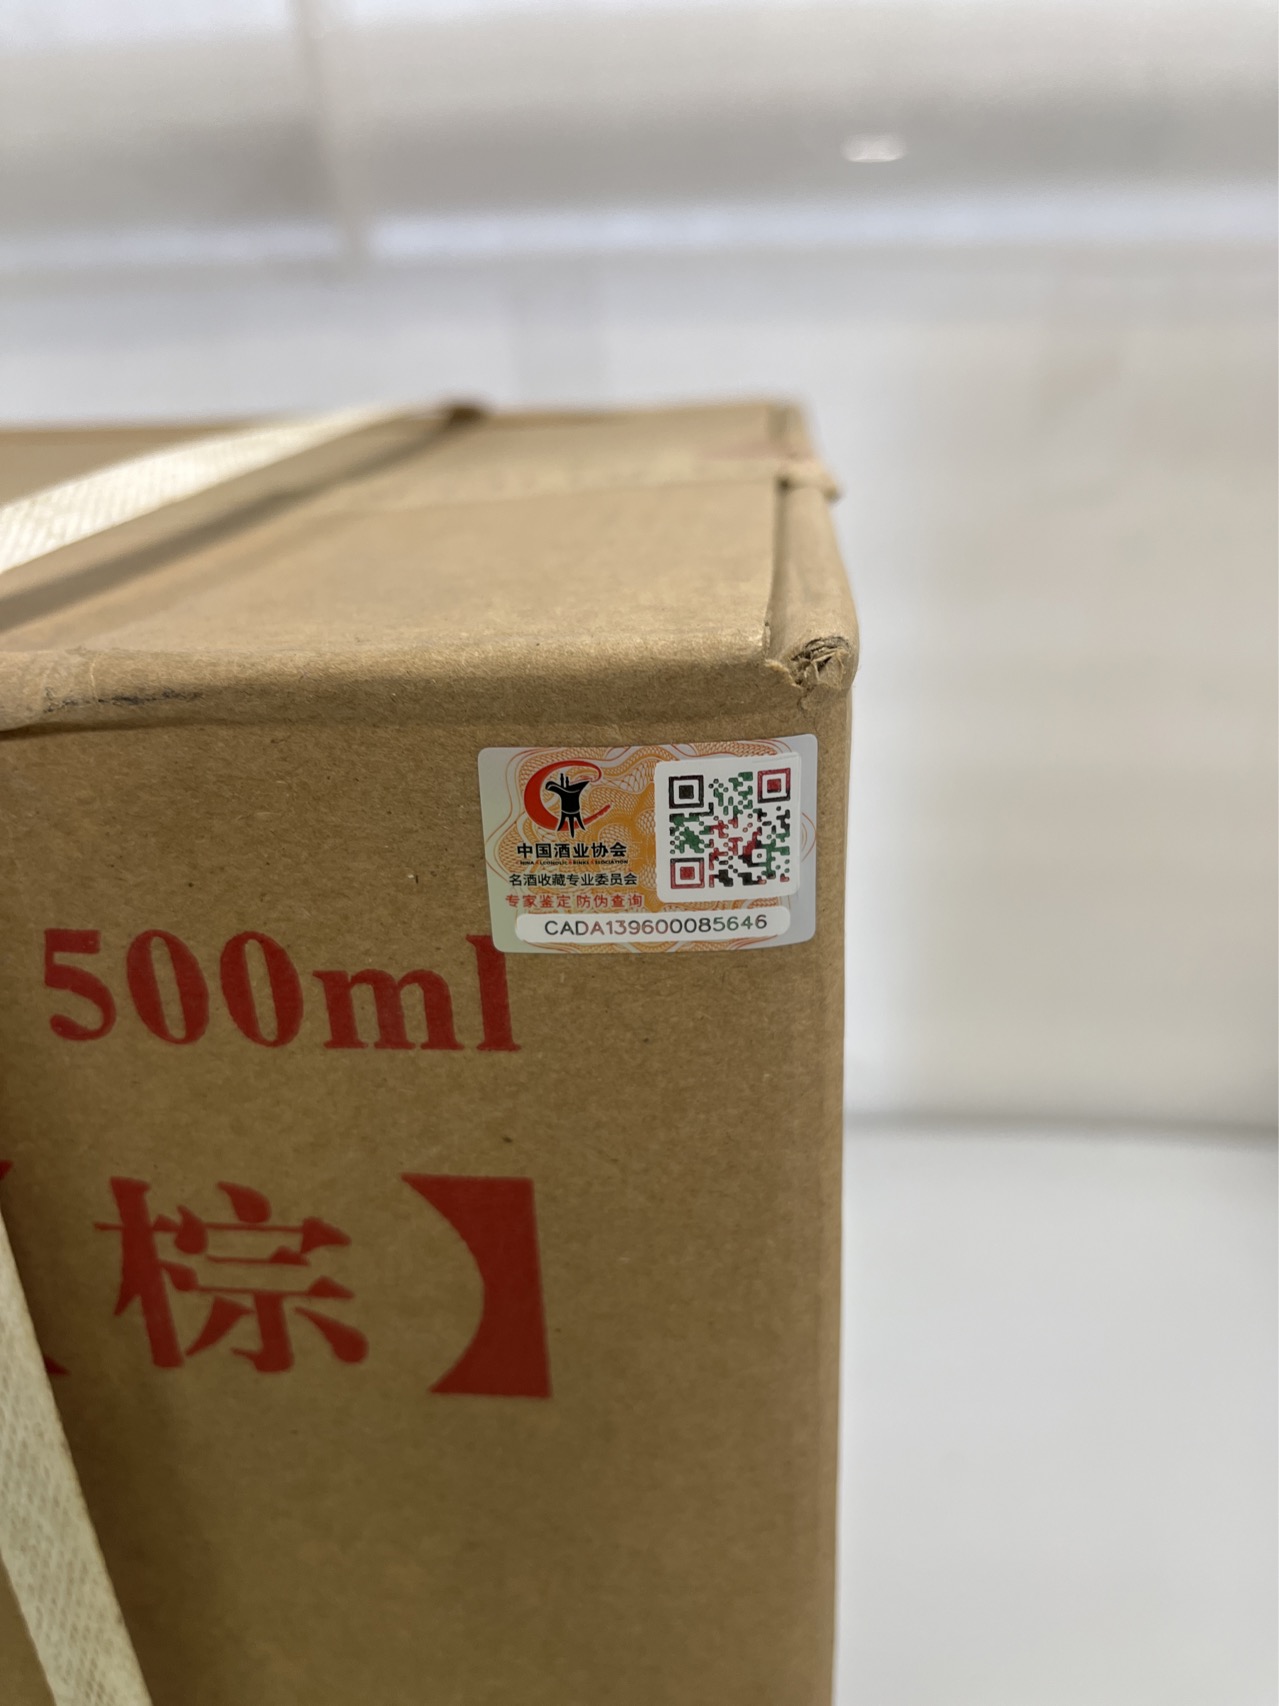 中国酒业协会
名酒收藏专业委员会
专家鉴定 防伪查询
CADA139600085646
500ml
棕】